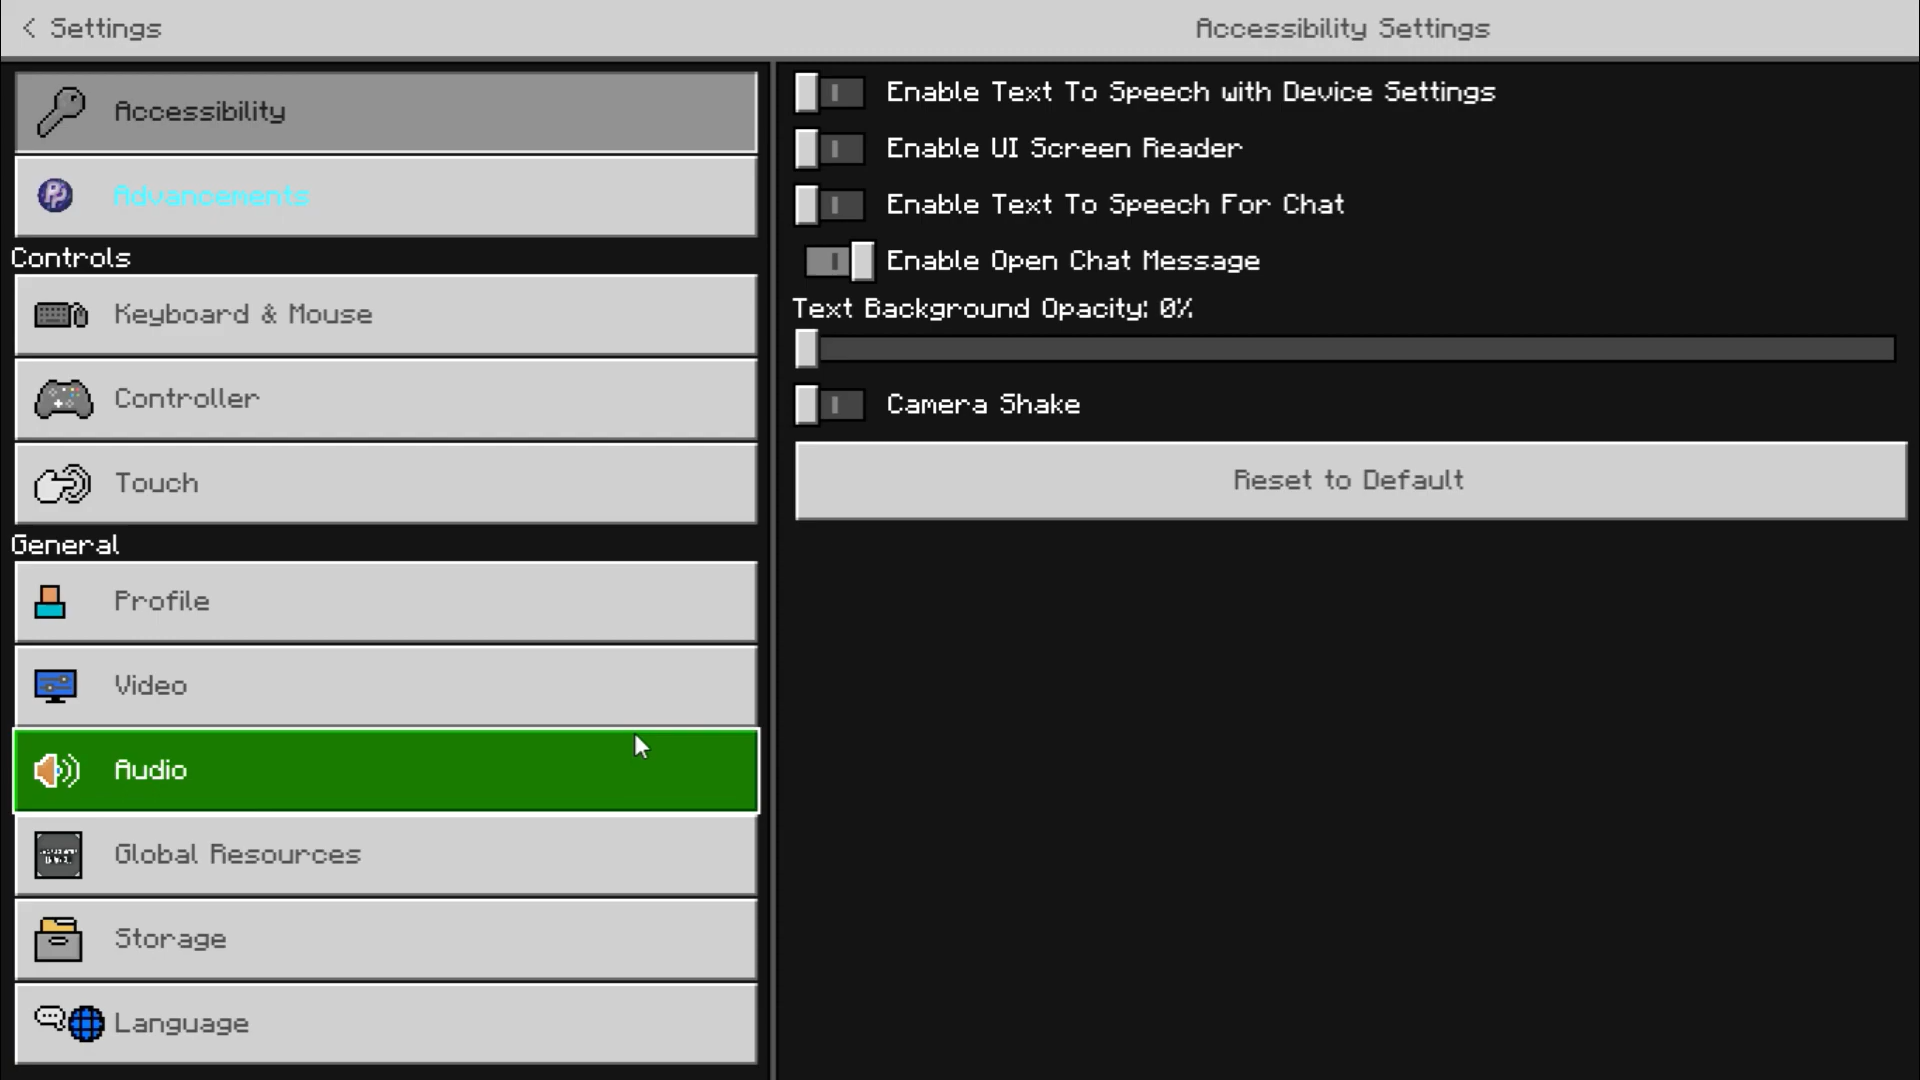 Settings
Accessibility Settings
Accessibility
Advancements
Controls
Keyboard & Mouse
Controller
Touch
General
Profile
Video
Audio
Global Resources
Storage
Language
Enable Text To Speech with Device Settings
Enable UI Screen Reader
Enable Text To Speech For Chat
Enable Open Chat Message
Text Background Opacity: 0%
Camera Shake
Reset to Default